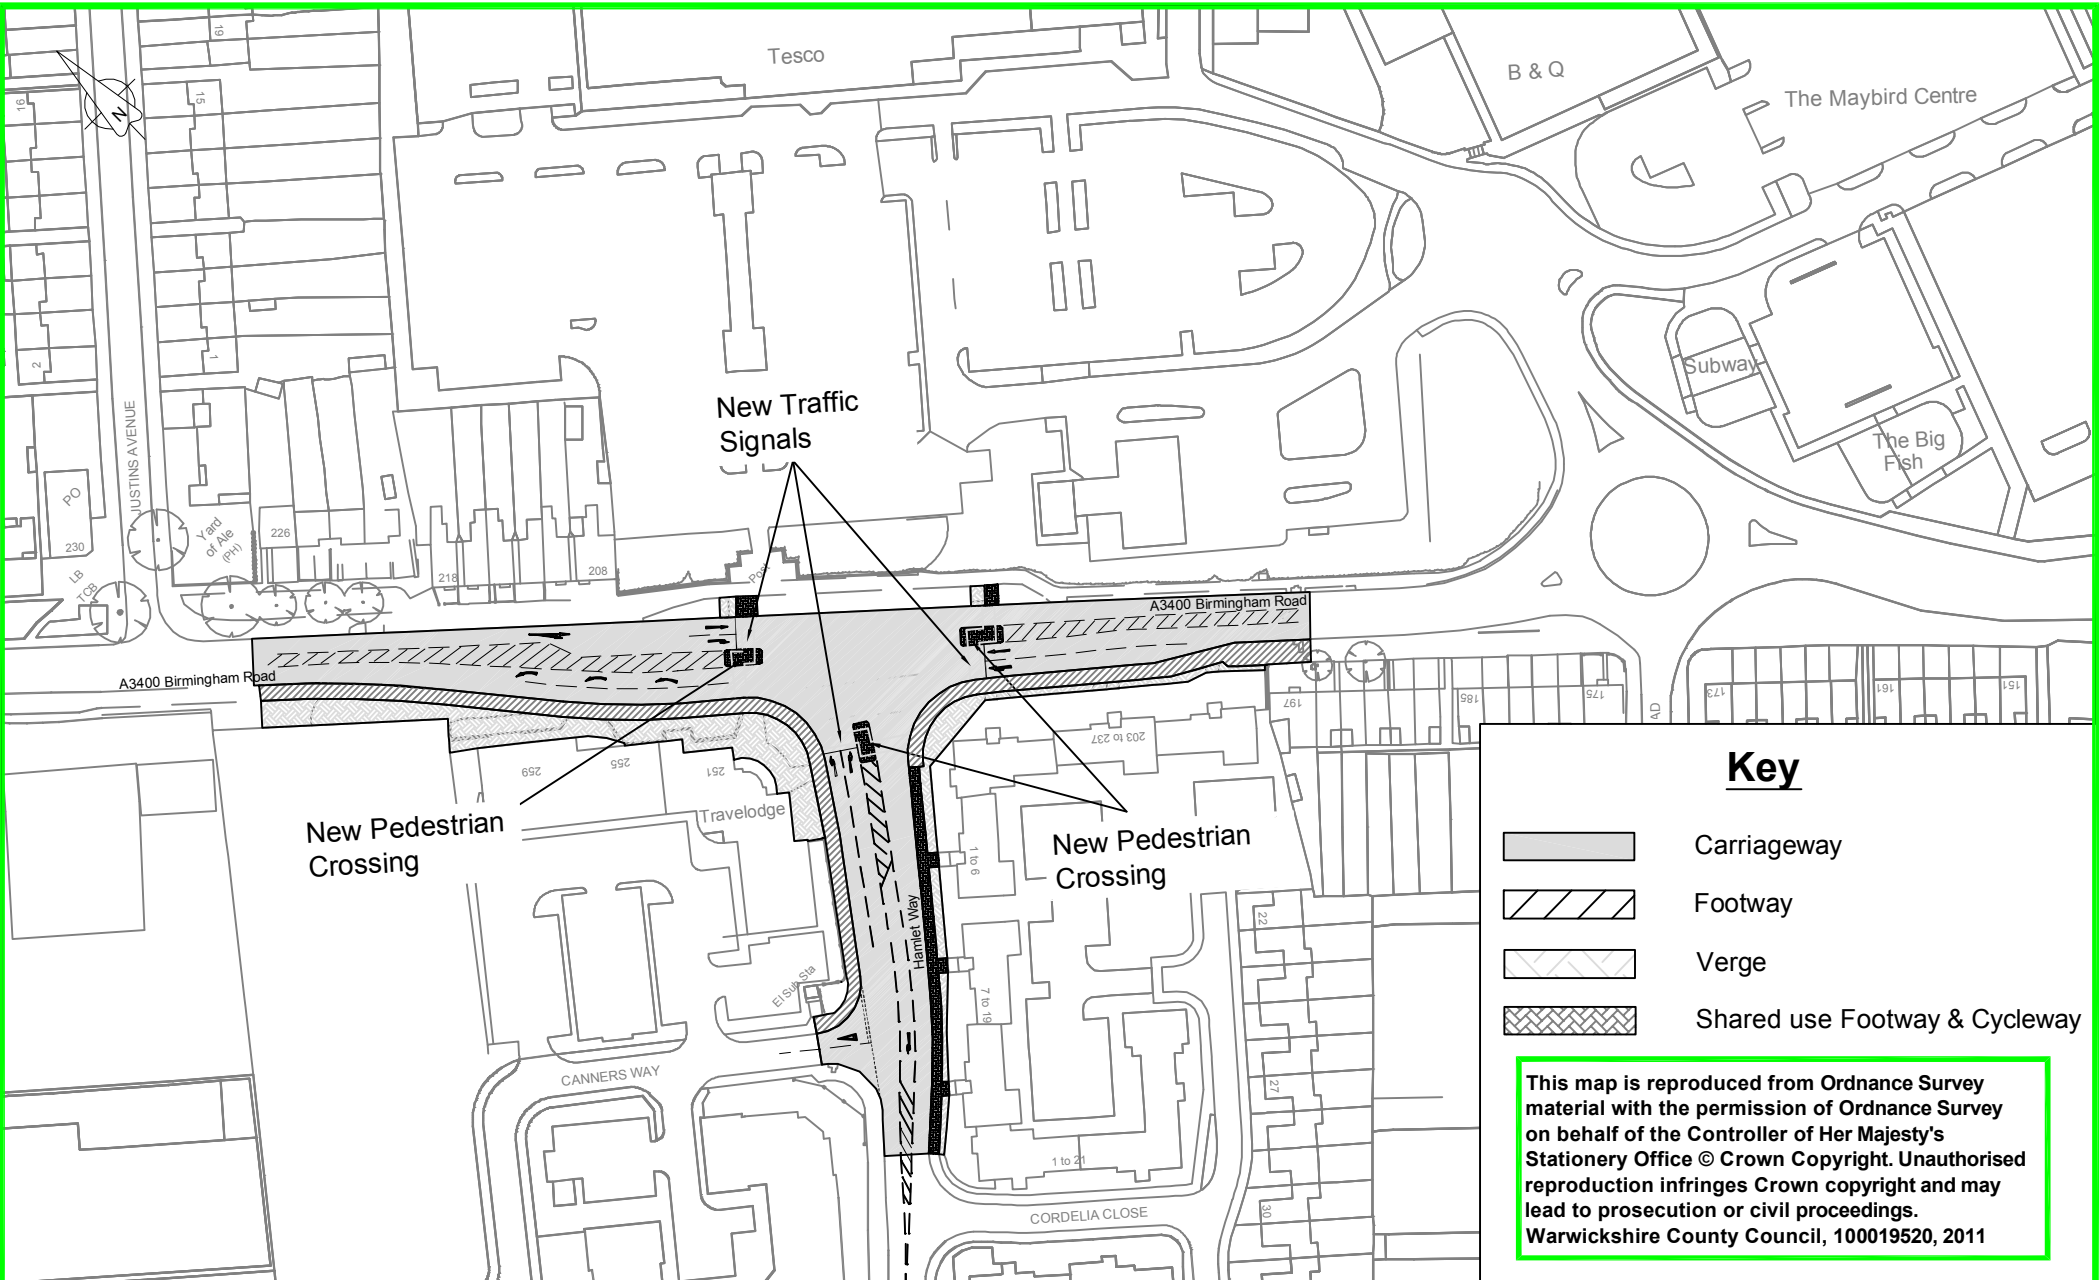 Tesco
B & Q
The Maybird Centre
19
16
15
N
2
1
JUSTINS AVENUE
Subway
The Big
Fish
New Traffic
Signals
PO
230
LB
TCB
Yard
of Ale
(PH)
226
218
208
Post
A3400 Birmingham Road
A3400 Birmingham Road
197
185
175
173
161
151
AD
259
255
251
203 to 237
Travelodge
New Pedestrian
Crossing
New Pedestrian
Crossing
1 to 6
Hamlet Way
El Sub Sta
7 to 19
22
27
30
CANNERS WAY
1 to 21
CORDELIA CLOSE
Key
Carriageway
Footway
Verge
Shared use Footway & Cycleway
This map is reproduced from Ordnance Survey
material with the permission of Ordnance Survey
on behalf of the Controller of Her Majesty's
Stationery Office © Crown Copyright. Unauthorised
reproduction infringes Crown copyright and may
lead to prosecution or civil proceedings.
Warwickshire County Council, 100019520, 2011